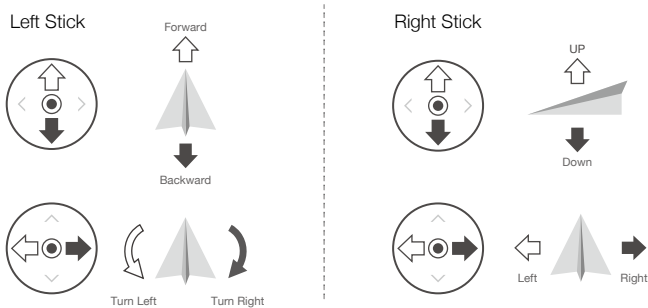 Left Stick
Forward
Backward
Turn Left
Turn Right
Right Stick
UP
Down
Left
Right